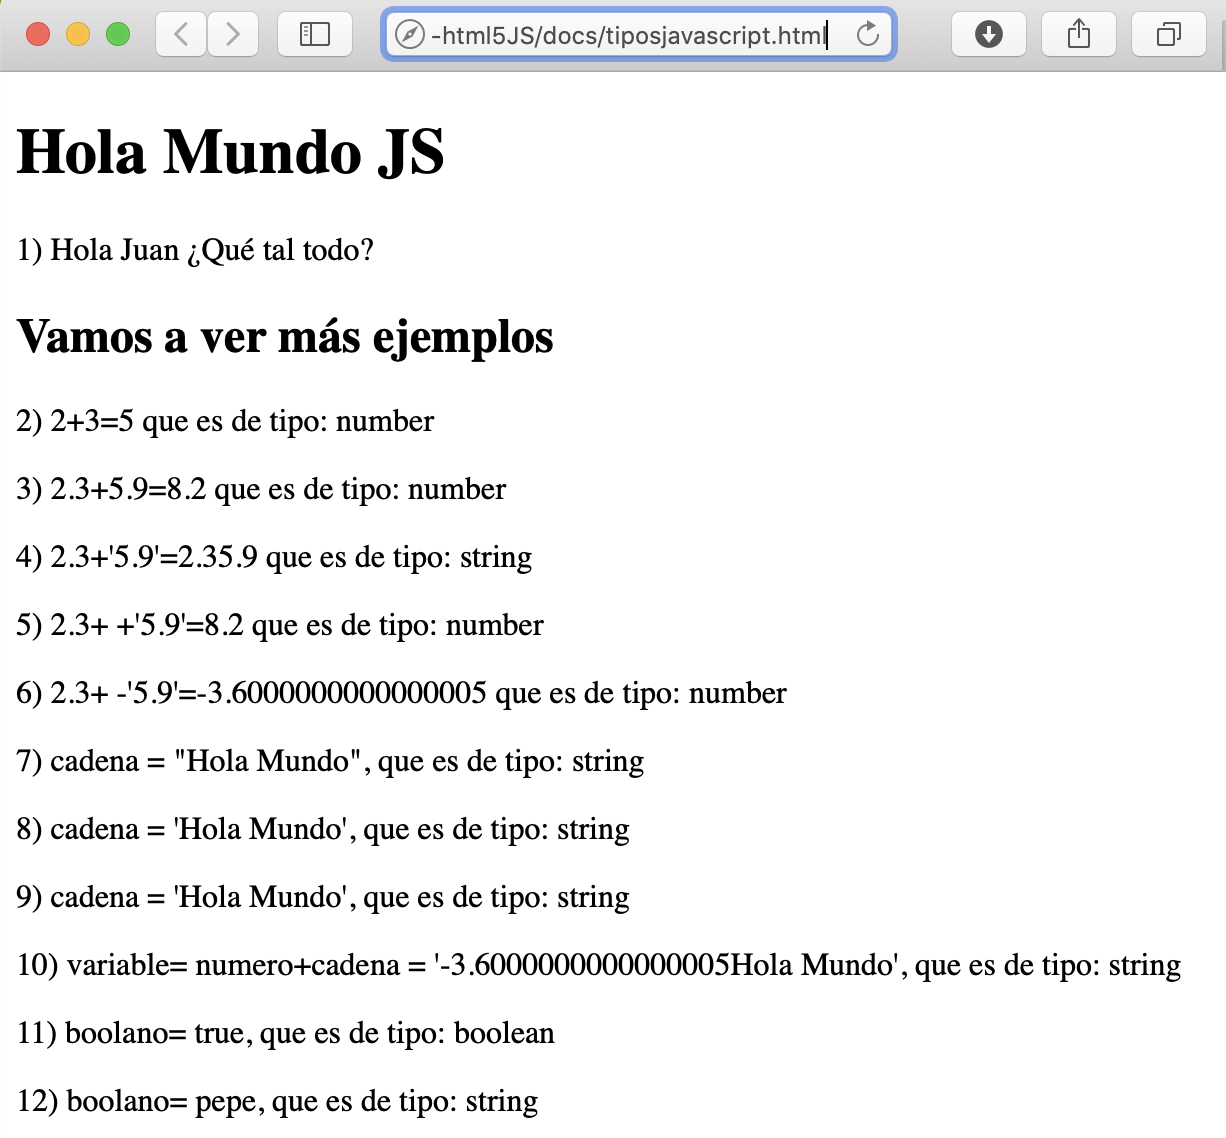 -html5JS/docs/tiposjavascript.html
Hola Mundo JS
1) Hola Juan ¿Qué tal todo?
Vamos a ver más ejemplos
2) 2+3=5 que es de tipo: number
3) 2.3+5.9=8.2 que es de tipo: number
4) 2.3+'5.9'=2.35.9 que es de tipo: string
5) 2.3+ +'5.9'=8.2 que es de tipo: number
6) 2.3+ -'5.9'=-3.6000000000000005 que es de tipo: number
7) cadena = "Hola Mundo", que es de tipo: string
8) cadena = 'Hola Mundo', que es de tipo: string
9) cadena = 'Hola Mundo', que es de tipo: string
10) variable= numero+cadena = '-3.6000000000000005Hola Mundo', que es de tipo: string
11) boolano= true, que es de tipo: boolean
12) boolano= pepe, que es de tipo: string